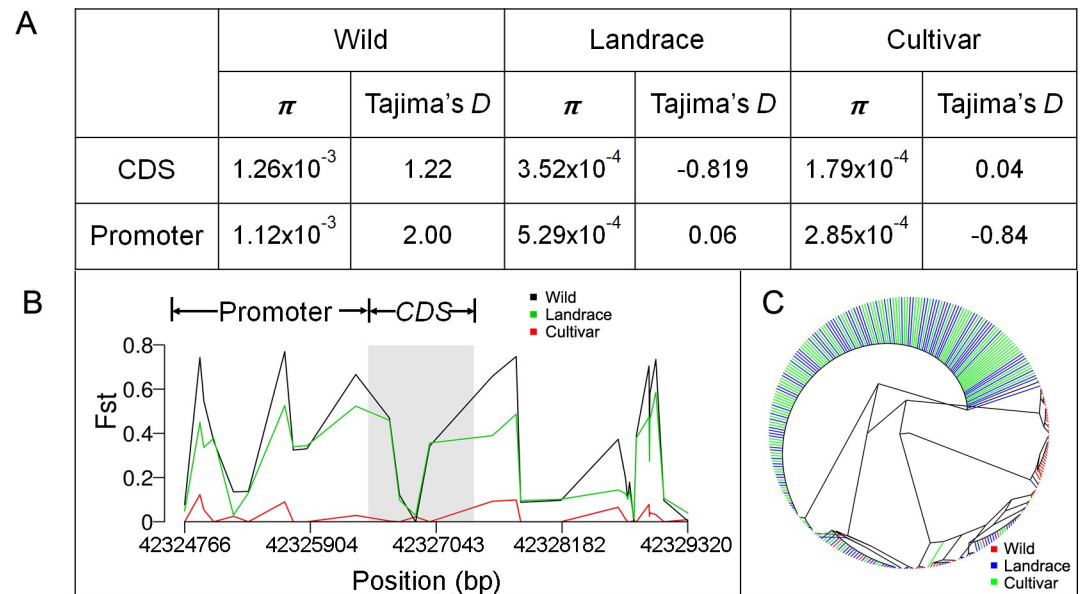 A
Wild Landrace Cultivar
π Tajima's D π Tajima's D π Tajima's D
CDS 1.26x10⁻³ 1.22 3.52x10⁻⁴ -0.819 1.79x10⁻⁴ 0.04
Promoter 1.12x10⁻³ 2.00 5.29x10⁻⁴ 0.06 2.85x10⁻⁴ -0.84
B
Promoter CDS
Wild
Landrace
Cultivar
Fst
0.8
0.6
0.4
0.2
0
42324766 42325904 42327043 42328182 42329320
Position (bp)
C
Wild
Landrace
Cultivar